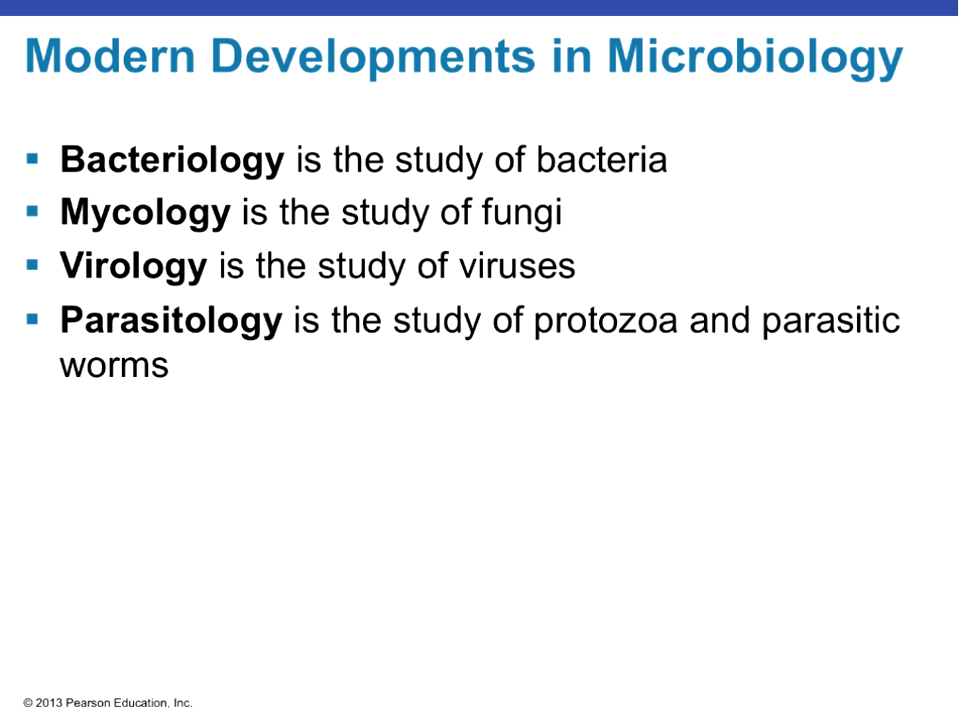 Modern Developments in Microbiology
▪ Bacteriology is the study of bacteria
▪ Mycology is the study of fungi
▪ Virology is the study of viruses
▪ Parasitology is the study of protozoa and parasitic
worms
© 2013 Pearson Education, Inc.